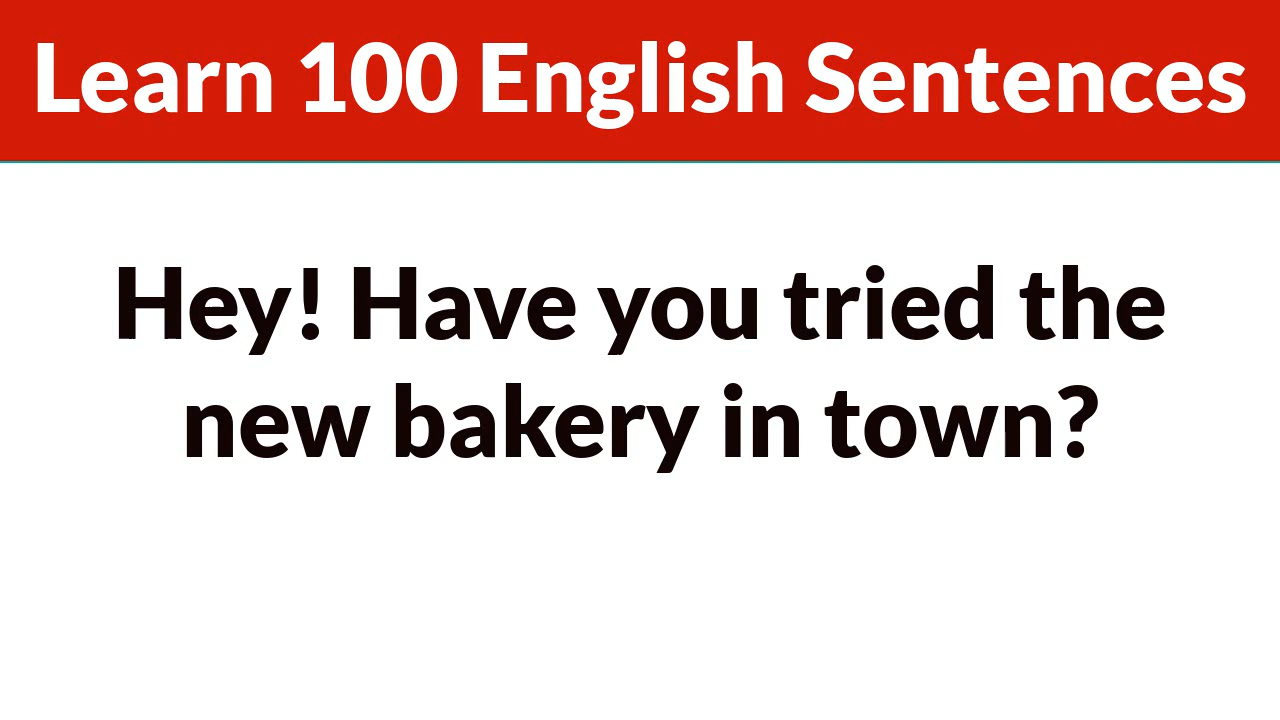 Learn 100 English Sentences
Hey! Have you tried the
new bakery in town?